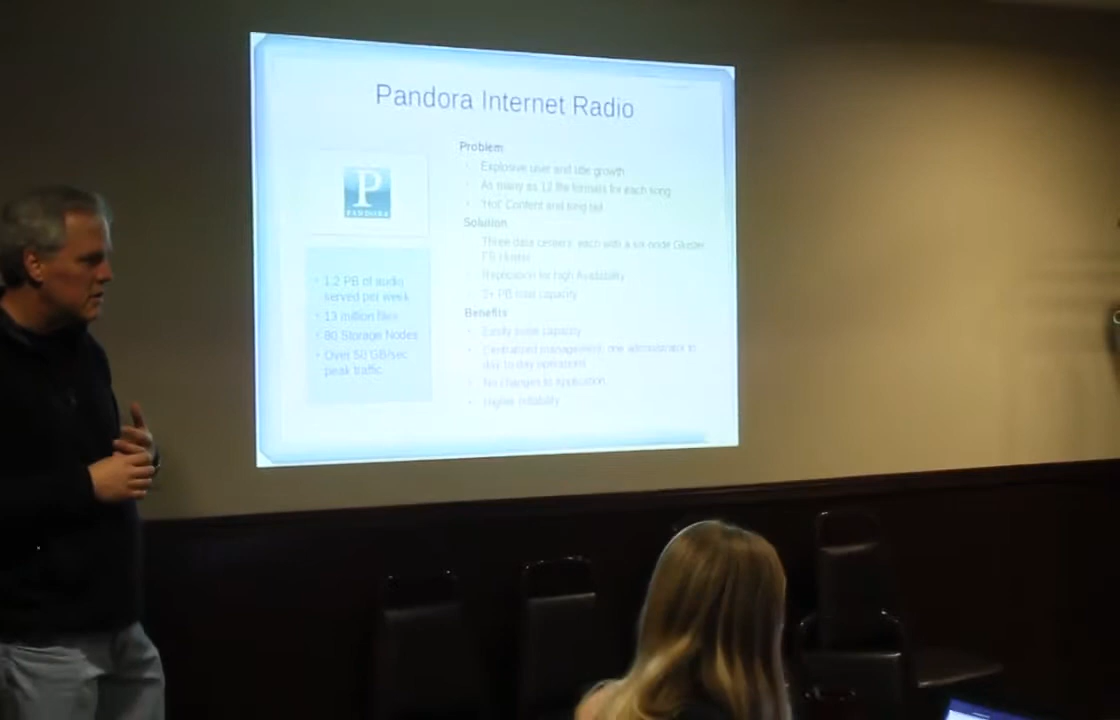 Pandora Internet Radio
P
PANDORA
1.2 PB of audio
served per week
13 million files
80 Storage Nodes
Over 50 GB/sec
peak traffic
Problem
Explosive user and title growth
As many as 12 file formats for each song
'Hot' Content and long tail
Solution
Three data centers, each with a six-node Gluster
FS cluster
Replication for high Availability
2+ PB total capacity
Benefits
Easily scale capacity
Centralized management; one administrator to
day-to-day operations
No changes to application
Higher reliability